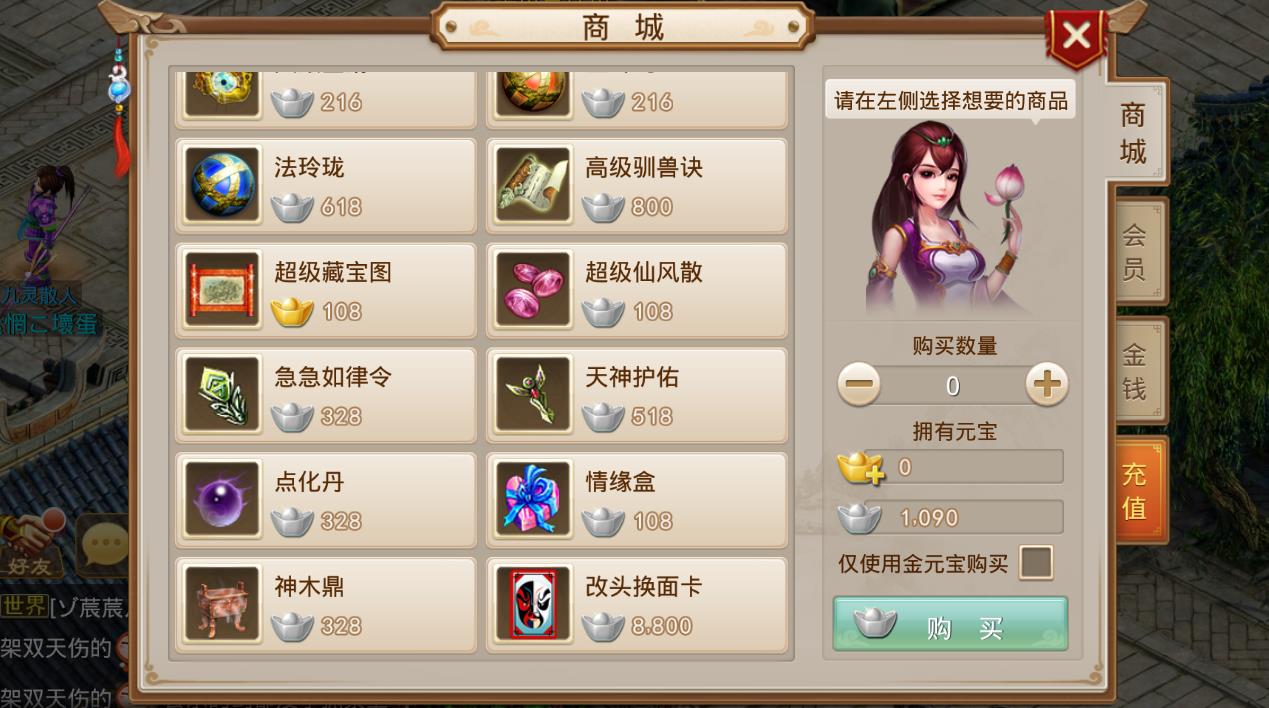 商 城
216
216
法玲珑
618
高级驯兽诀
800
超级藏宝图
108
超级仙风散
108
急急如律令
328
天神护佑
518
点化丹
328
情缘盒
108
神木鼎
328
改头换面卡
8,800
请在左侧选择想要的商品
购买数量
0
拥有元宝
0
1,090
仅使用金元宝购买
购 买
商城
会员
金钱
充值
九灵散人
惘こ壞蛋
好友
世界
架双天伤的
架双天伤的